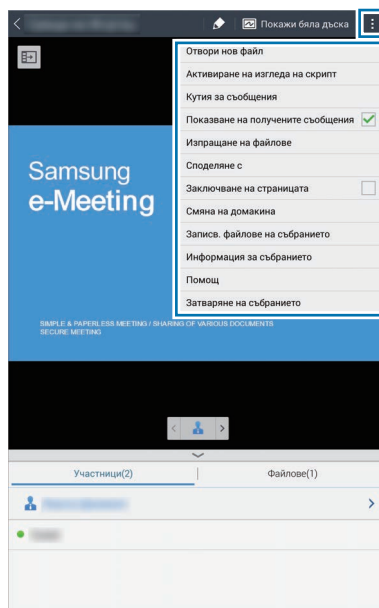 Покажи бяла дъска
Отвори нов файл
Активиране на изгледа на скрипт
Кутия за съобщения
Показване на получените съобщения
Изпращане на файлове
Споделяне с
Заключване на страницата
Смяна на домакина
Записв. файлове на събранието
Информация за събранието
Помощ
Затваряне на събранието
Samsung
e-Meeting
SIMPLE & PAPERLESS MEETING / SHARING OF VARIOUS DOCUMENTS
SECURE MEETING
Участници(2)
Файлове(1)